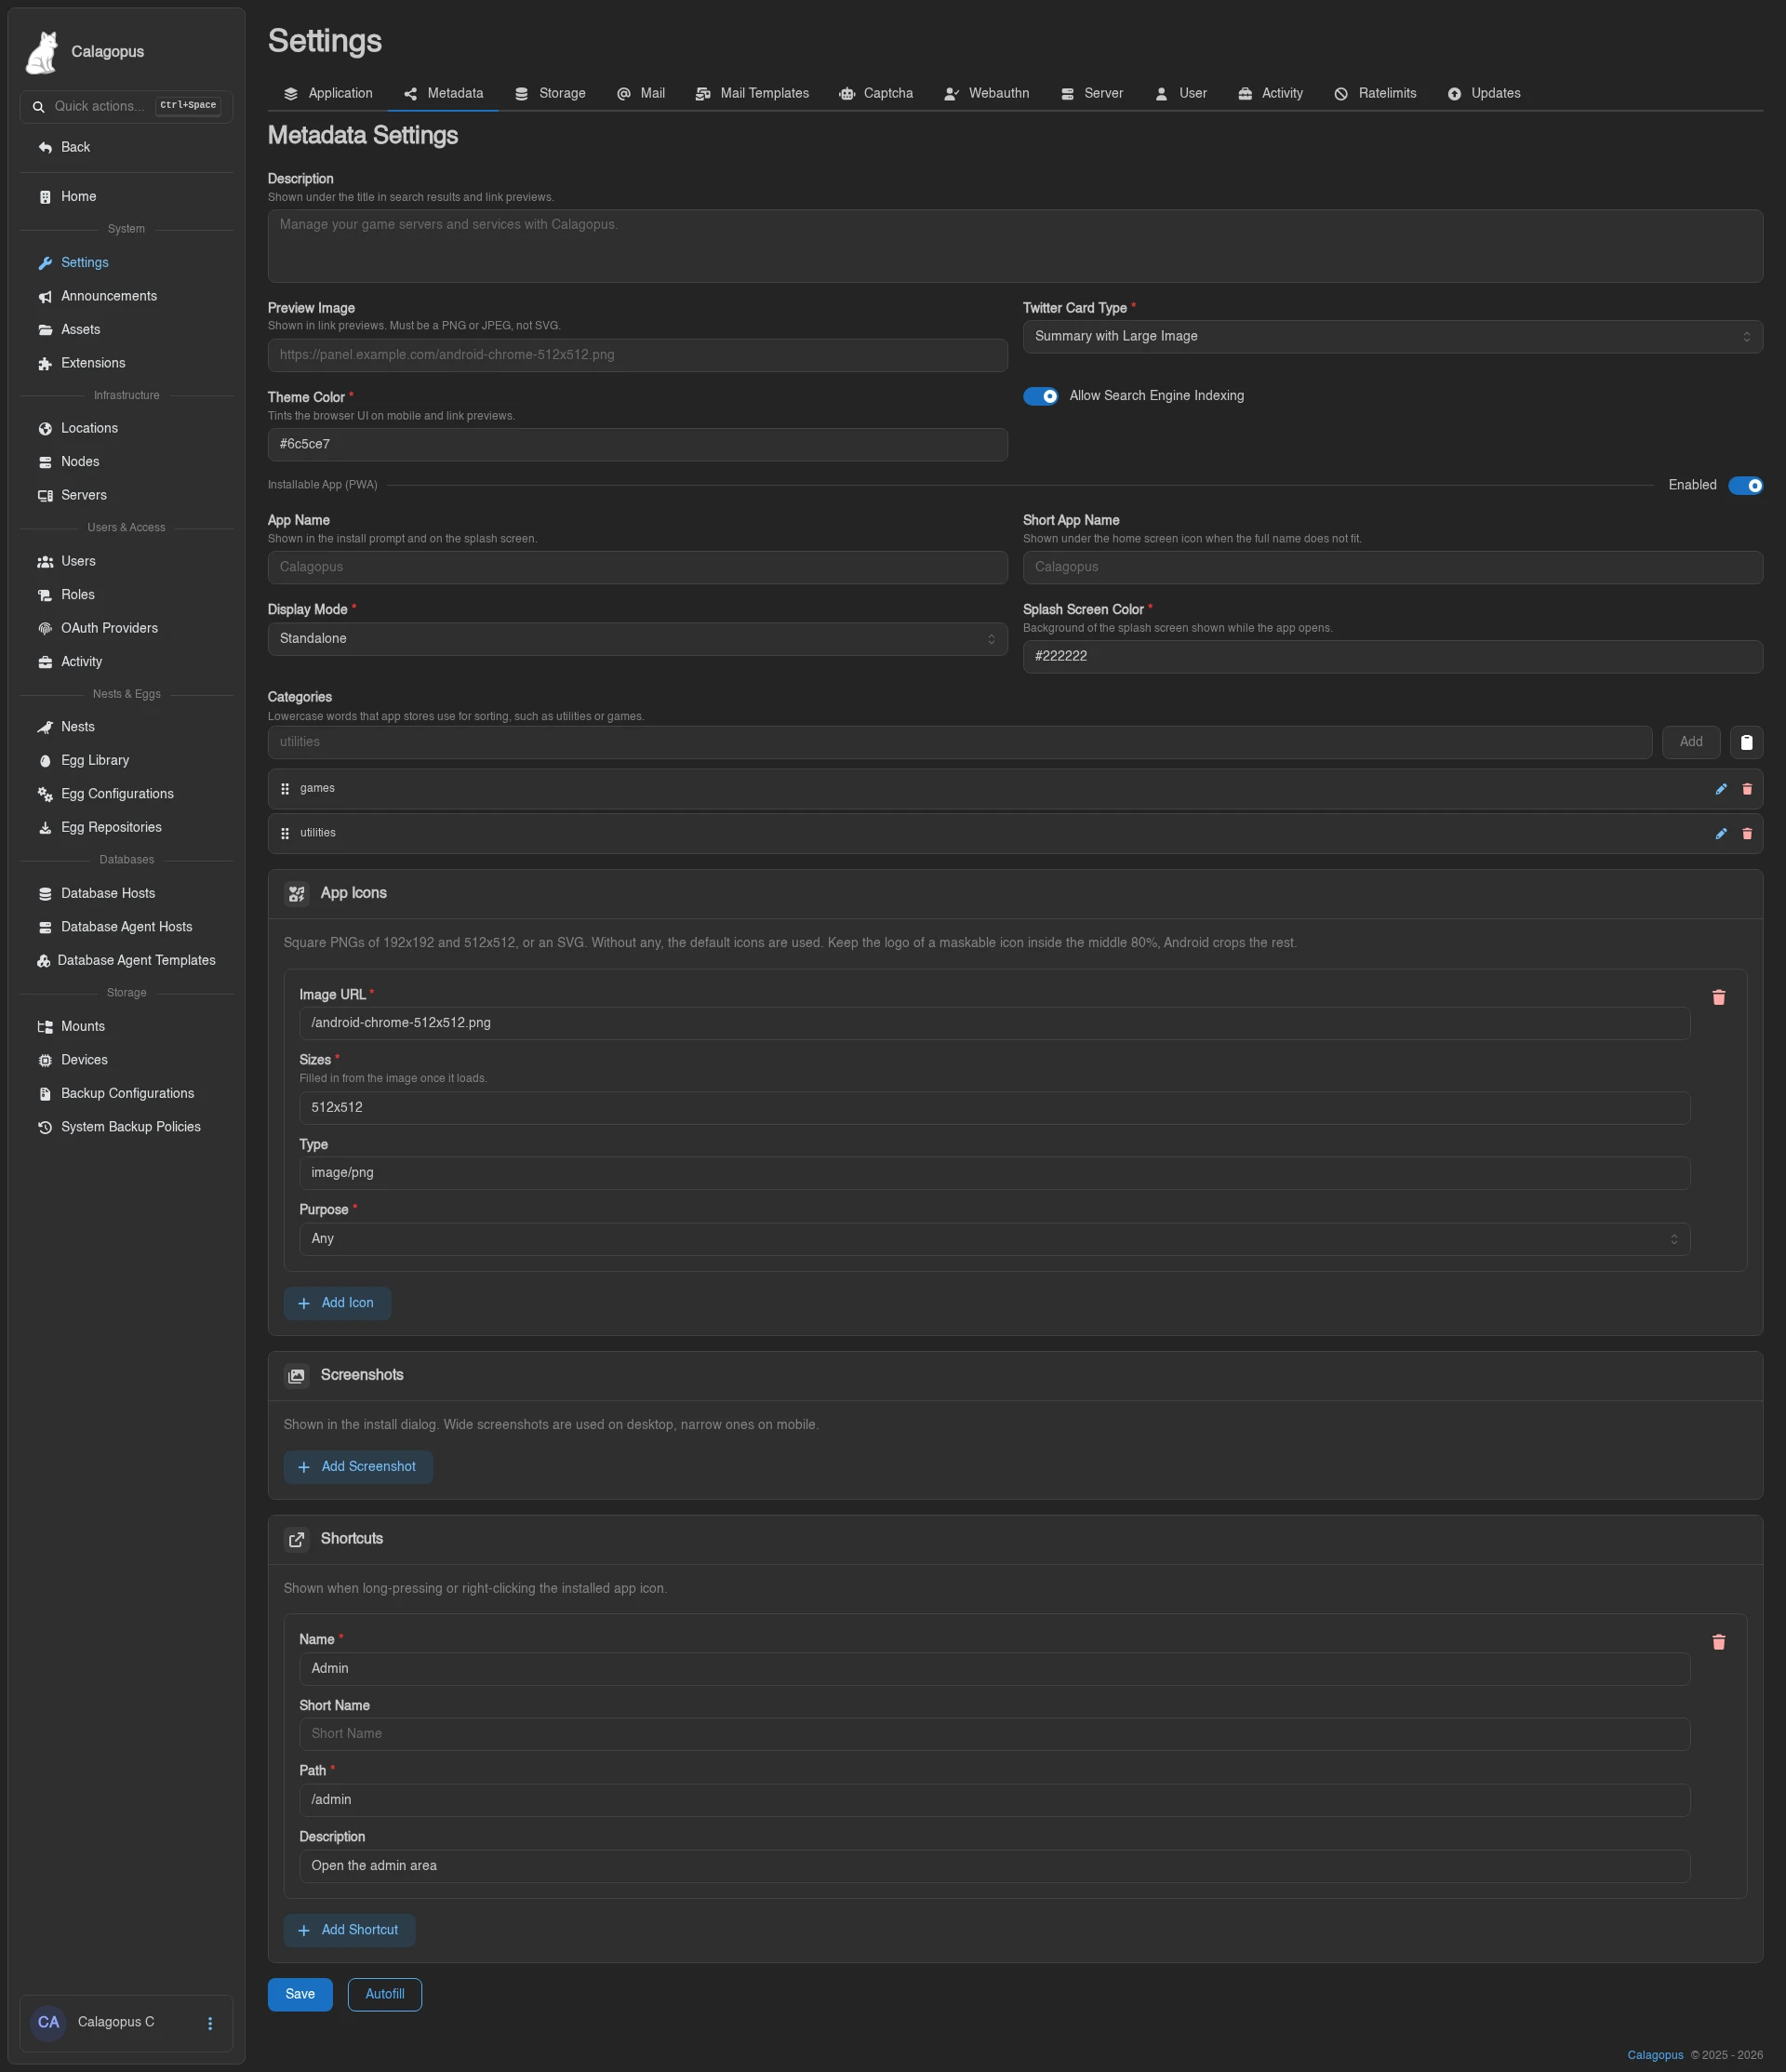 Calagopus
Quick actions... Ctrl+Space
Back
Home
System
Settings
Announcements
Assets
Extensions
Infrastructure
Locations
Nodes
Servers
Users & Access
Users
Roles
OAuth Providers
Activity
Nests & Eggs
Nests
Egg Library
Egg Configurations
Egg Repositories
Databases
Database Hosts
Database Agent Hosts
Database Agent Templates
Storage
Mounts
Devices
Backup Configurations
System Backup Policies
CA Calagopus C
Settings
Application Metadata Storage Mail Mail Templates Captcha Webauthn Server User Activity Ratelimits Updates
Metadata Settings
Description
Shown under the title in search results and link previews.
Manage your game servers and services with Calagopus.
Preview Image
Shown in link previews. Must be a PNG or JPEG, not SVG.
https://panel.example.com/android-chrome-512x512.png
Twitter Card Type *
Summary with Large Image
Theme Color *
Tints the browser UI on mobile and link previews.
#6c5ce7
Allow Search Engine Indexing
Installable App (PWA) Enabled
App Name
Shown in the install prompt and on the splash screen.
Calagopus
Short App Name
Shown under the home screen icon when the full name does not fit.
Calagopus
Display Mode *
Standalone
Splash Screen Color *
Background of the splash screen shown while the app opens.
#222222
Categories
Lowercase words that app stores use for sorting, such as utilities or games.
utilities Add
games
utilities
App Icons
Square PNGs of 192x192 and 512x512, or an SVG. Without any, the default icons are used. Keep the logo of a maskable icon inside the middle 80%, Android crops the rest.
Image URL *
/android-chrome-512x512.png
Sizes *
Filled in from the image once it loads.
512x512
Type
image/png
Purpose *
Any
Add Icon
Screenshots
Shown in the install dialog. Wide screenshots are used on desktop, narrow ones on mobile.
Add Screenshot
Shortcuts
Shown when long-pressing or right-clicking the installed app icon.
Name *
Admin
Short Name
Short Name
Path *
/admin
Description
Open the admin area
Add Shortcut
Save Autofill
Calagopus © 2025 - 2026